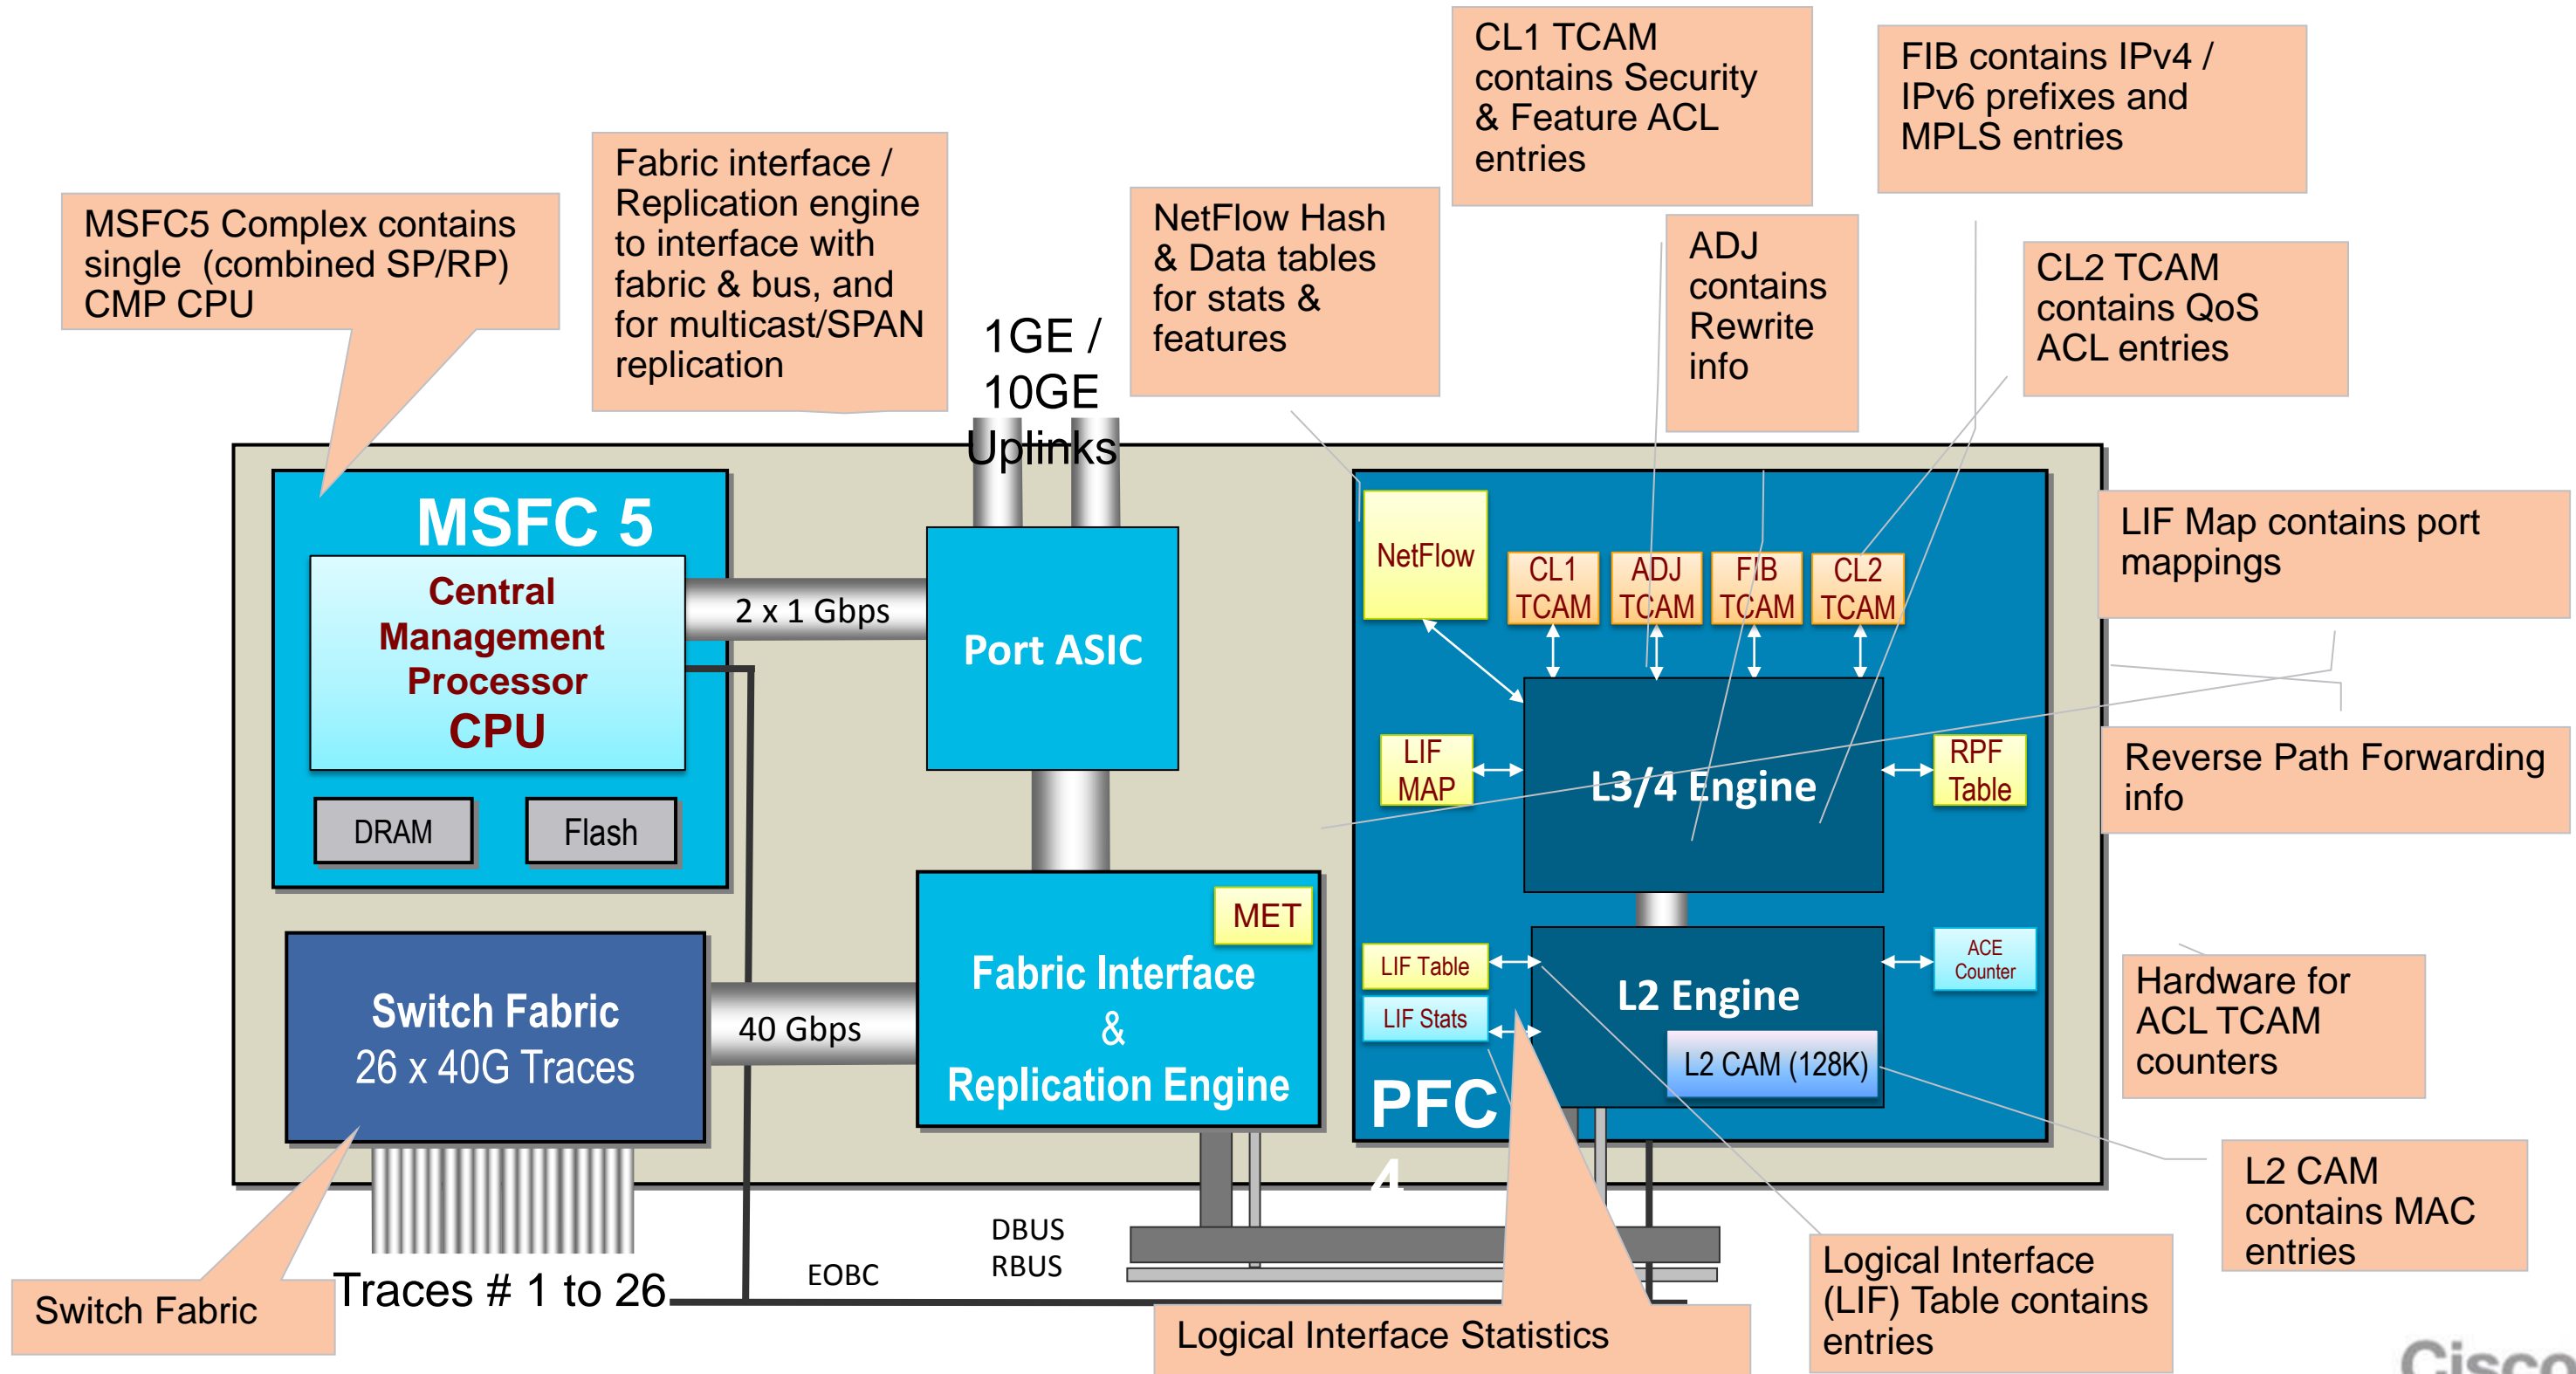 CL1 TCAM
contains Security
& Feature ACL
entries
FIB contains IPv4 /
IPv6 prefixes and
MPLS entries
Fabric interface /
Replication engine
to interface with
fabric & bus, and
for multicast/SPAN
replication
MSFC5 Complex contains
single (combined SP/RP)
CMP CPU
NetFlow Hash
& Data tables
for stats &
features
ADJ
contains
Rewrite
info
CL2 TCAM
contains QoS
ACL entries
1GE /
10GE
Uplinks
MSFC 5
Central
Management
Processor
CPU
DRAM
Flash
2 x 1 Gbps
Port ASIC
NetFlow
CL1
TCAM
ADJ
TCAM
FIB
TCAM
CL2
TCAM
LIF Map contains port
mappings
LIF
MAP
L3/4 Engine
RPF
Table
Reverse Path Forwarding
info
MET
Fabric Interface
&
Replication Engine
Switch Fabric
26 x 40G Traces
40 Gbps
LIF Table
LIF Stats
L2 Engine
L2 CAM (128K)
ACE
Counter
PFC
4
Hardware for
ACL TCAM
counters
L2 CAM
contains MAC
entries
Traces # 1 to 26
EOBC
DBUS
RBUS
Switch Fabric
Logical Interface Statistics
Logical Interface
(LIF) Table contains
entries
Cisco